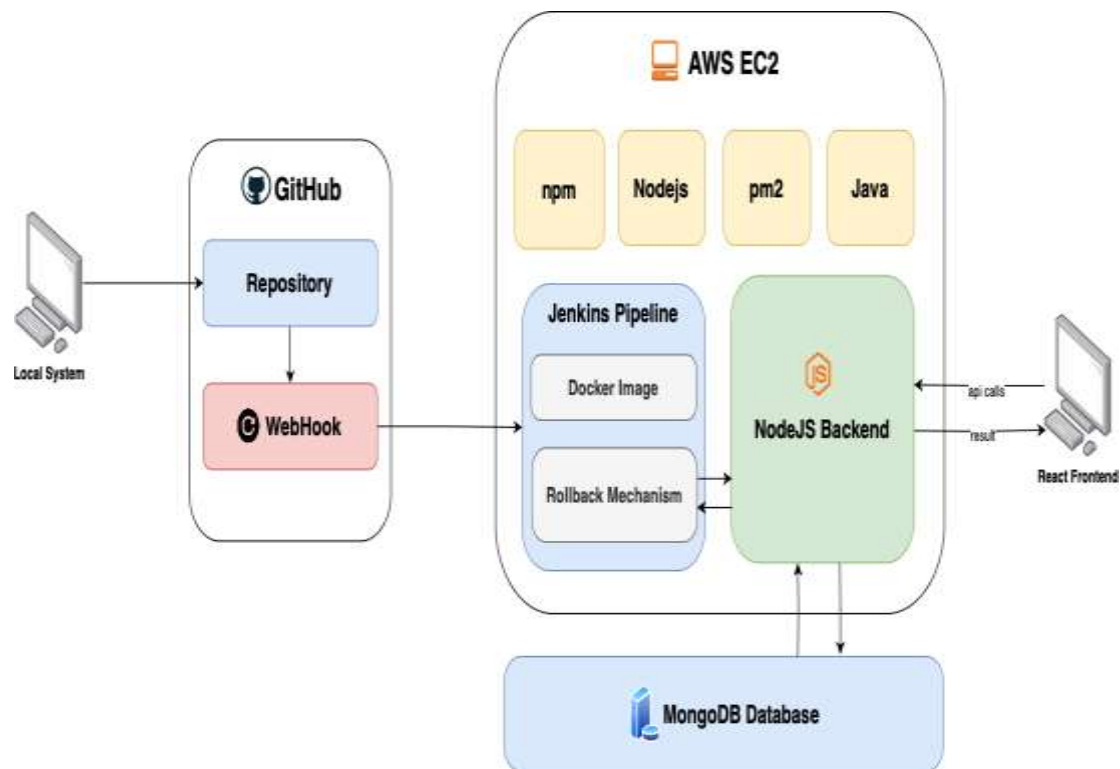 AWS EC2
GitHub
npm
Nodejs
pm2
Java
Repository
Local System
WebHook
Jenkins Pipeline
Docker Image
Rollback Mechanism
JS
NodeJS Backend
api calls
result
React Frontend
MongoDB Database